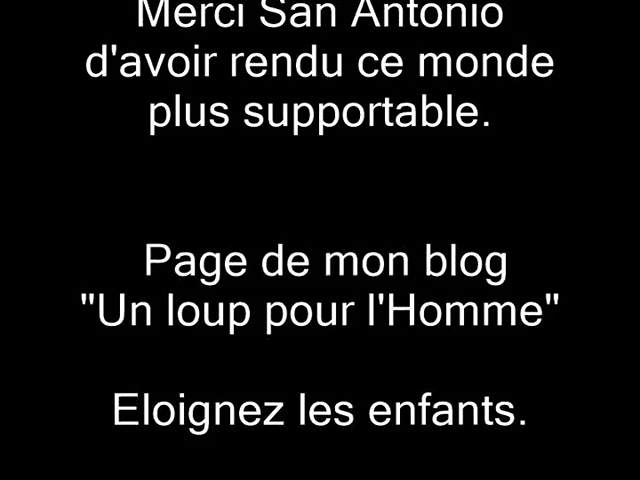 Merci San Antonio
d'avoir rendu ce monde
plus supportable.
Page de mon blog
"Un loup pour l'Homme"
Eloignez les enfants.